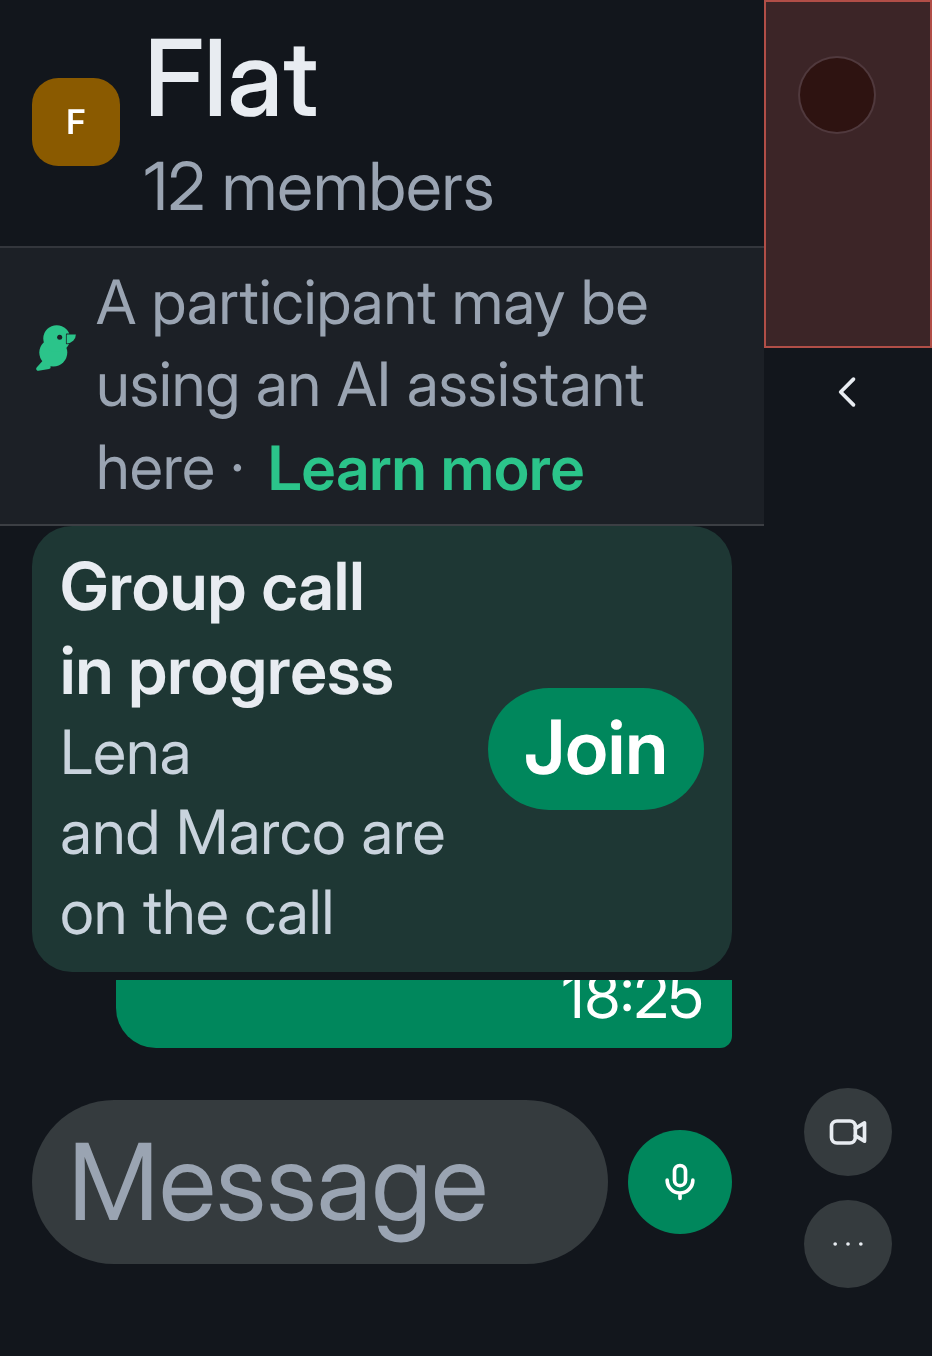 F
Flat
12 members
A participant may be
using an AI assistant
here · Learn more
Group call
in progress
Lena
and Marco are
on the call
Join
18:25
Message